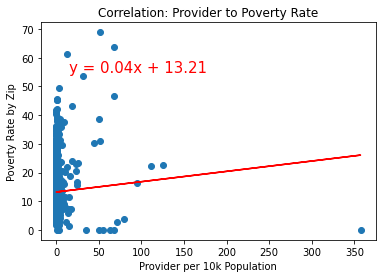 Correlation: Provider to Poverty Rate
70
60
50
40
30
20
10
0
Poverty Rate by Zip
y = 0.04x + 13.21
0 50 100 150 200 250 300 350
Provider per 10k Population